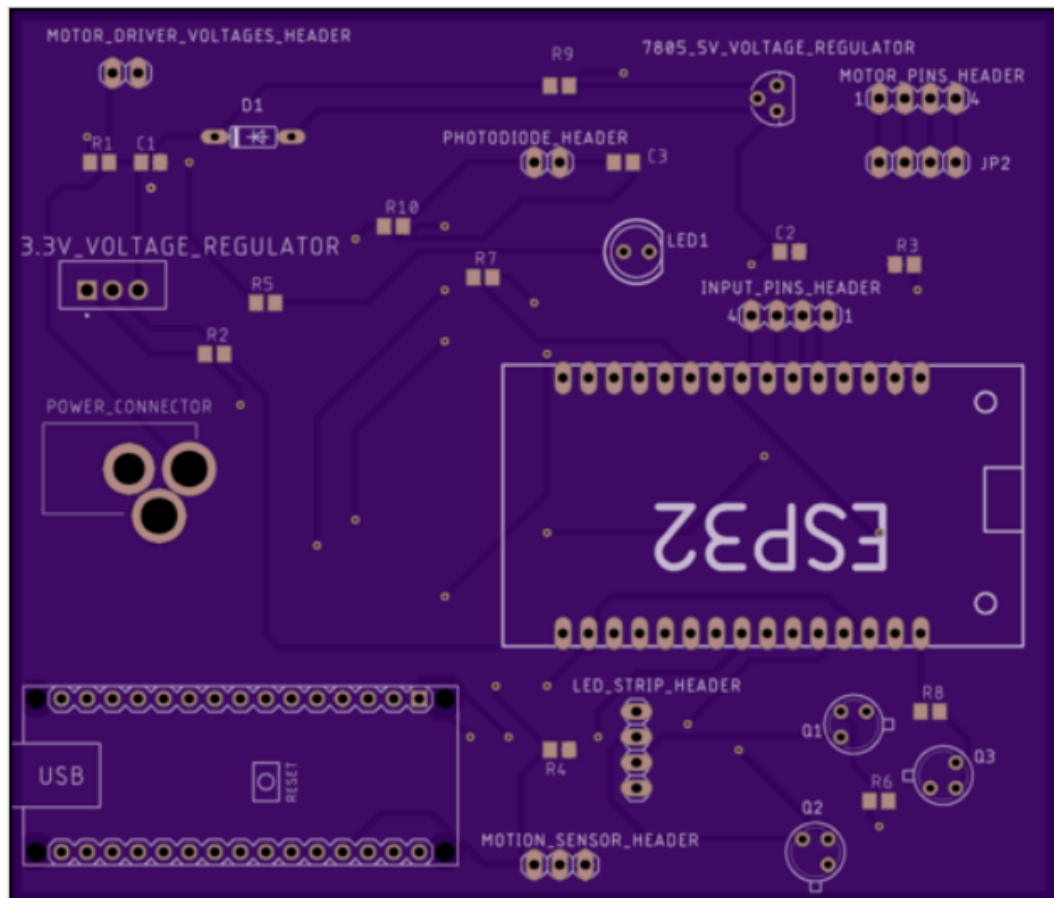 MOTOR_DRIVER_VOLTAGES_HEADER
7805_5V_VOLTAGE_REGULATOR
R9
MOTOR_PINS_HEADER
1 4
D1
PHOTODIODE_HEADER
R1 C1
C3
JP2
R10
3.3V_VOLTAGE_REGULATOR
LED1
C2
R3
R7
R5
INPUT_PINS_HEADER
4 1
R2
POWER_CONNECTOR
ESP32
LED_STRIP_HEADER
R8
Q1
Q3
R4
USB
RESET
R6
Q2
MOTION_SENSOR_HEADER